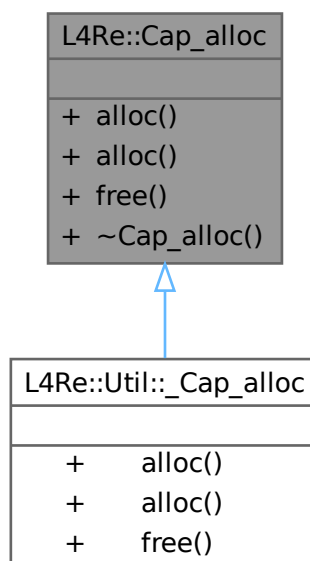 L4Re::Cap_alloc
+ alloc()
+ alloc()
+ free()
+ ~Cap_alloc()
L4Re::Util::_Cap_alloc
+ alloc()
+ alloc()
+ free()